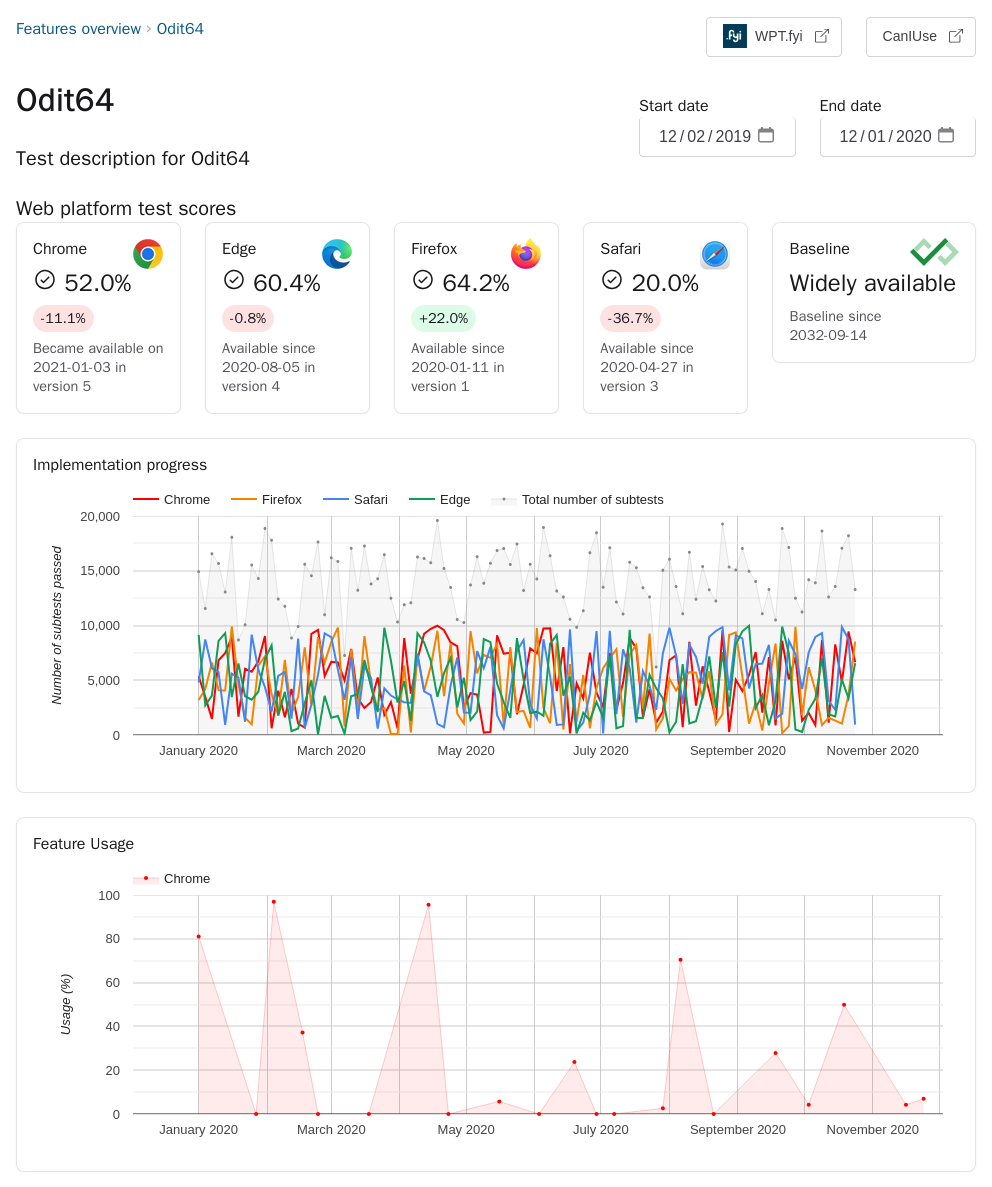 Features overview › Odit64
.fyi WPT.fyi
CanIUse
Odit64
Start date
End date
12/02/2019
12/01/2020
Test description for Odit64
Web platform test scores
Chrome
52.0%
-11.1%
Became available on
2021-01-03 in
version 5
Edge
60.4%
-0.8%
Available since
2020-08-05 in
version 4
Firefox
64.2%
+22.0%
Available since
2020-01-11 in
version 1
Safari
20.0%
-36.7%
Available since
2020-04-27 in
version 3
Baseline
Widely available
Baseline since
2032-09-14
Implementation progress
Chrome Firefox Safari Edge Total number of subtests
Number of subtests passed
20,000
15,000
10,000
5,000
0
January 2020 March 2020 May 2020 July 2020 September 2020 November 2020
Feature Usage
Chrome
Usage (%)
100
80
60
40
20
0
January 2020 March 2020 May 2020 July 2020 September 2020 November 2020